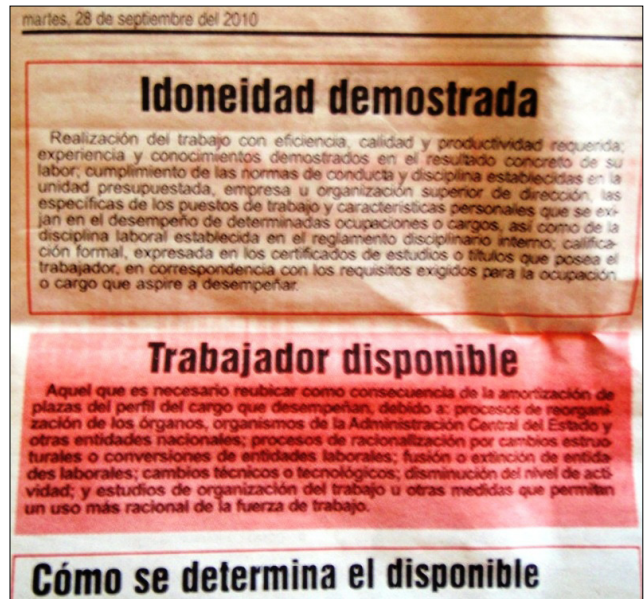 martes, 28 de septiembre del 2010
Idoneidad demostrada
Realización del trabajo con eficiencia, calidad y productividad requerida;
experiencia y conocimientos demostrados en el resultado concreto de su
labor; cumplimiento de las normas de conducta y disciplina establecidas en la
unidad presupuestada, empresa u organización superior de dirección, las
específicas de los puestos de trabajo y características personales que se exi-
jan en el desempeño de determinadas ocupaciones o cargos, así como de la
disciplina laboral establecida en el reglamento disciplinario interno; califica-
ción formal, expresada en los certificados de estudios o títulos que posea el
trabajador, en correspondencia con los requisitos exigidos para la ocupación
o cargo que aspire a desempeñar.
Trabajador disponible
Aquel que es necesario reubicar como consecuencia de la amortización de
plazas del perfil del cargo que desempeñan, debido a: procesos de reorgani-
zación de los órganos, organismos de la Administración Central del Estado y
otras entidades nacionales; procesos de racionalización por cambios estruc-
turales o conversiones de entidades laborales; fusión o extinción de entida-
des laborales; cambios técnicos o tecnológicos; disminución del nivel de acti-
vidad; y estudios de organización del trabajo u otras medidas que permitan
un uso más racional de la fuerza de trabajo.
Cómo se determina el disponible